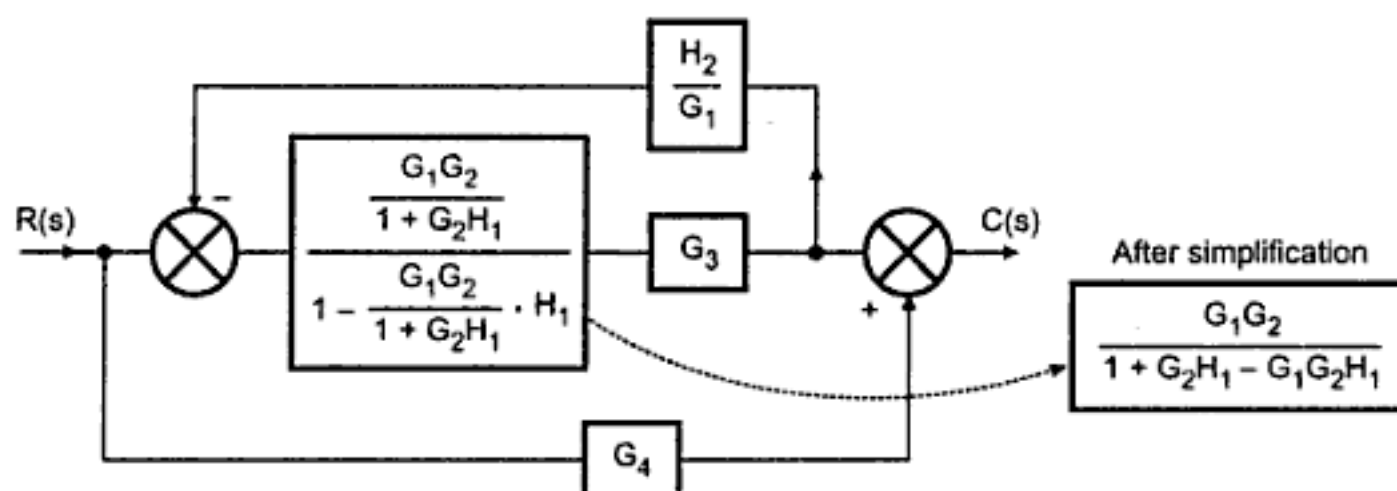 H₂
G₁
G₁G₂
1 + G₂H₁
1 − G₁G₂ / 1 + G₂H₁ · H₁
R(s)
−
G₃
+
C(s)
After simplification
G₁G₂
1 + G₂H₁ − G₁G₂H₁
G₄